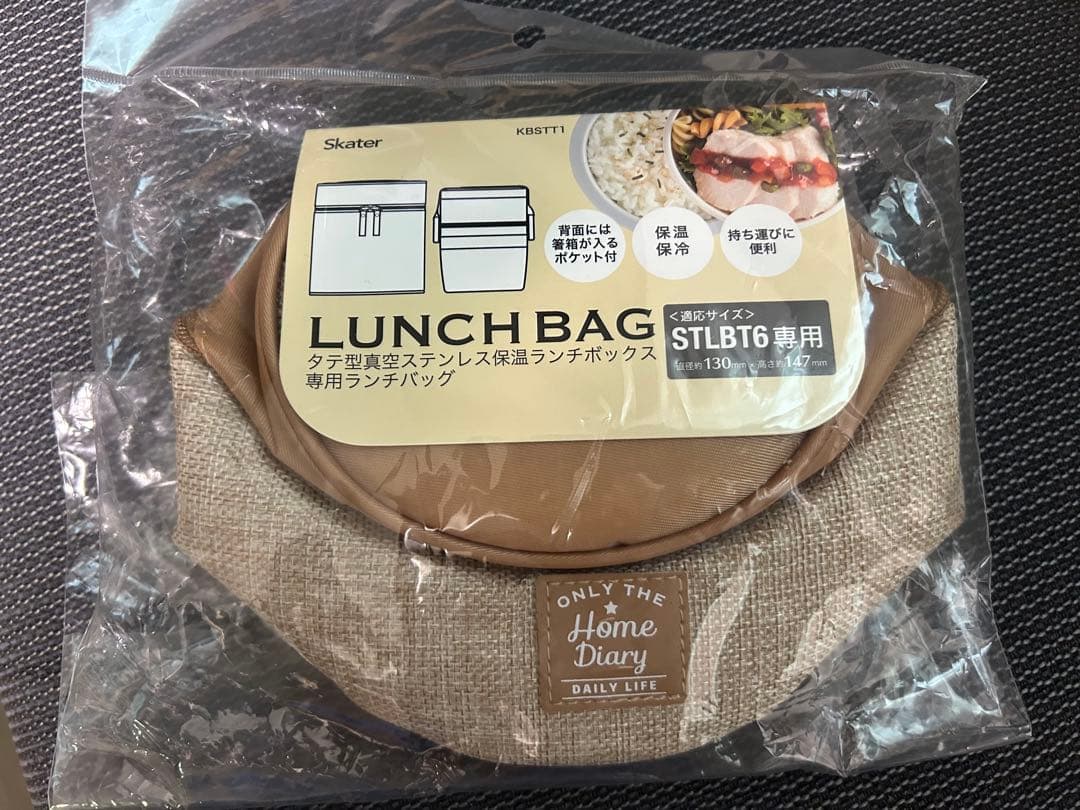 Skater
KBSTT1
背面には
箸箱が入る
ポケット付
保温
保冷
持ち運びに
便利
LUNCH BAG
タテ型真空ステンレス保温ランチボックス
専用ランチバッグ
<適応サイズ>
STLBT6専用
直径約130mm×高さ約147mm
ONLY THE
Home
Diary
DAILY LIFE